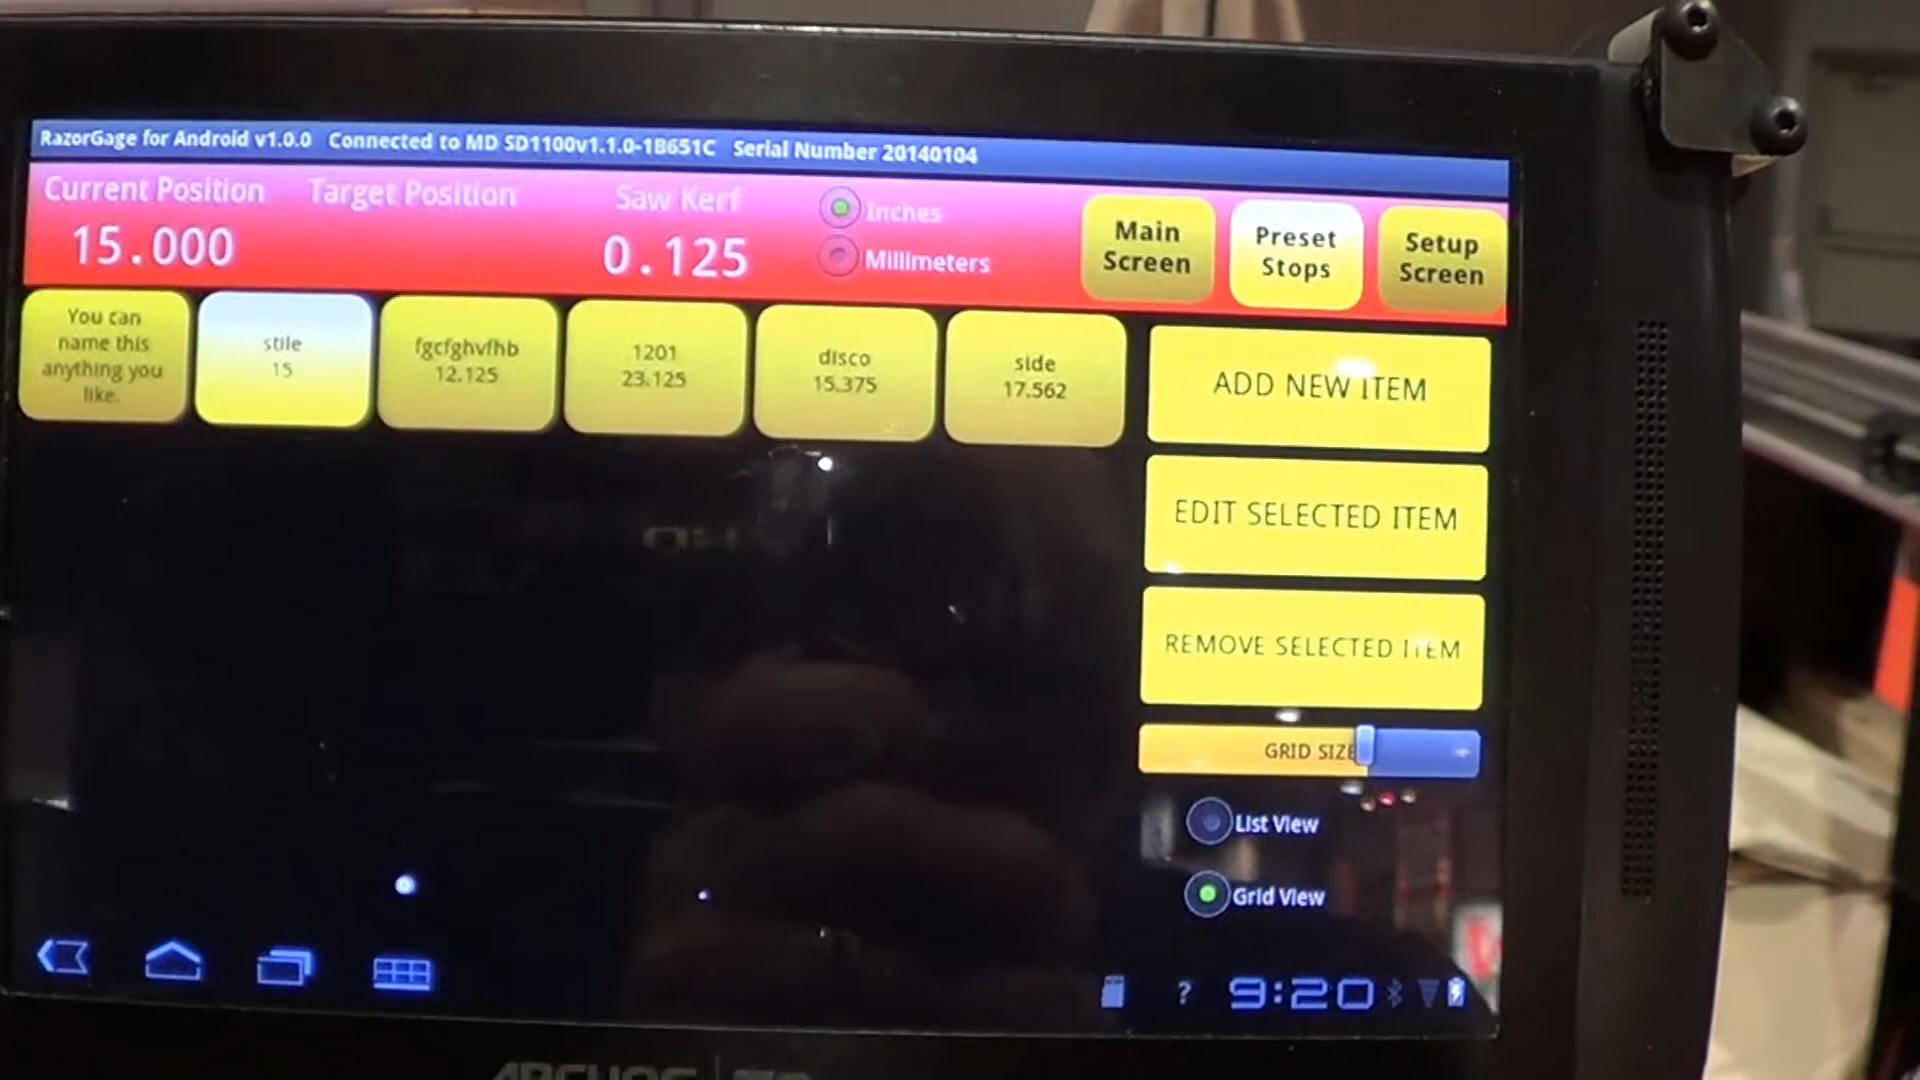 RazorGage for Android v1.0.0 Connected to MD SD1100v1.1.0-1B651C Serial Number 20140104
Current Position Target Position Saw Kerf
15.000 0.125
Inches
Millimeters
Main
Screen
Preset
Stops
Setup
Screen
You can
name this
anything you
like.
stile
15
fgcfghvfhb
12.125
1201
23.125
disco
15.375
side
17.562
ADD NEW ITEM
EDIT SELECTED ITEM
REMOVE SELECTED ITEM
GRID SIZE
List View
Grid View
? 9:20
ARCHOS